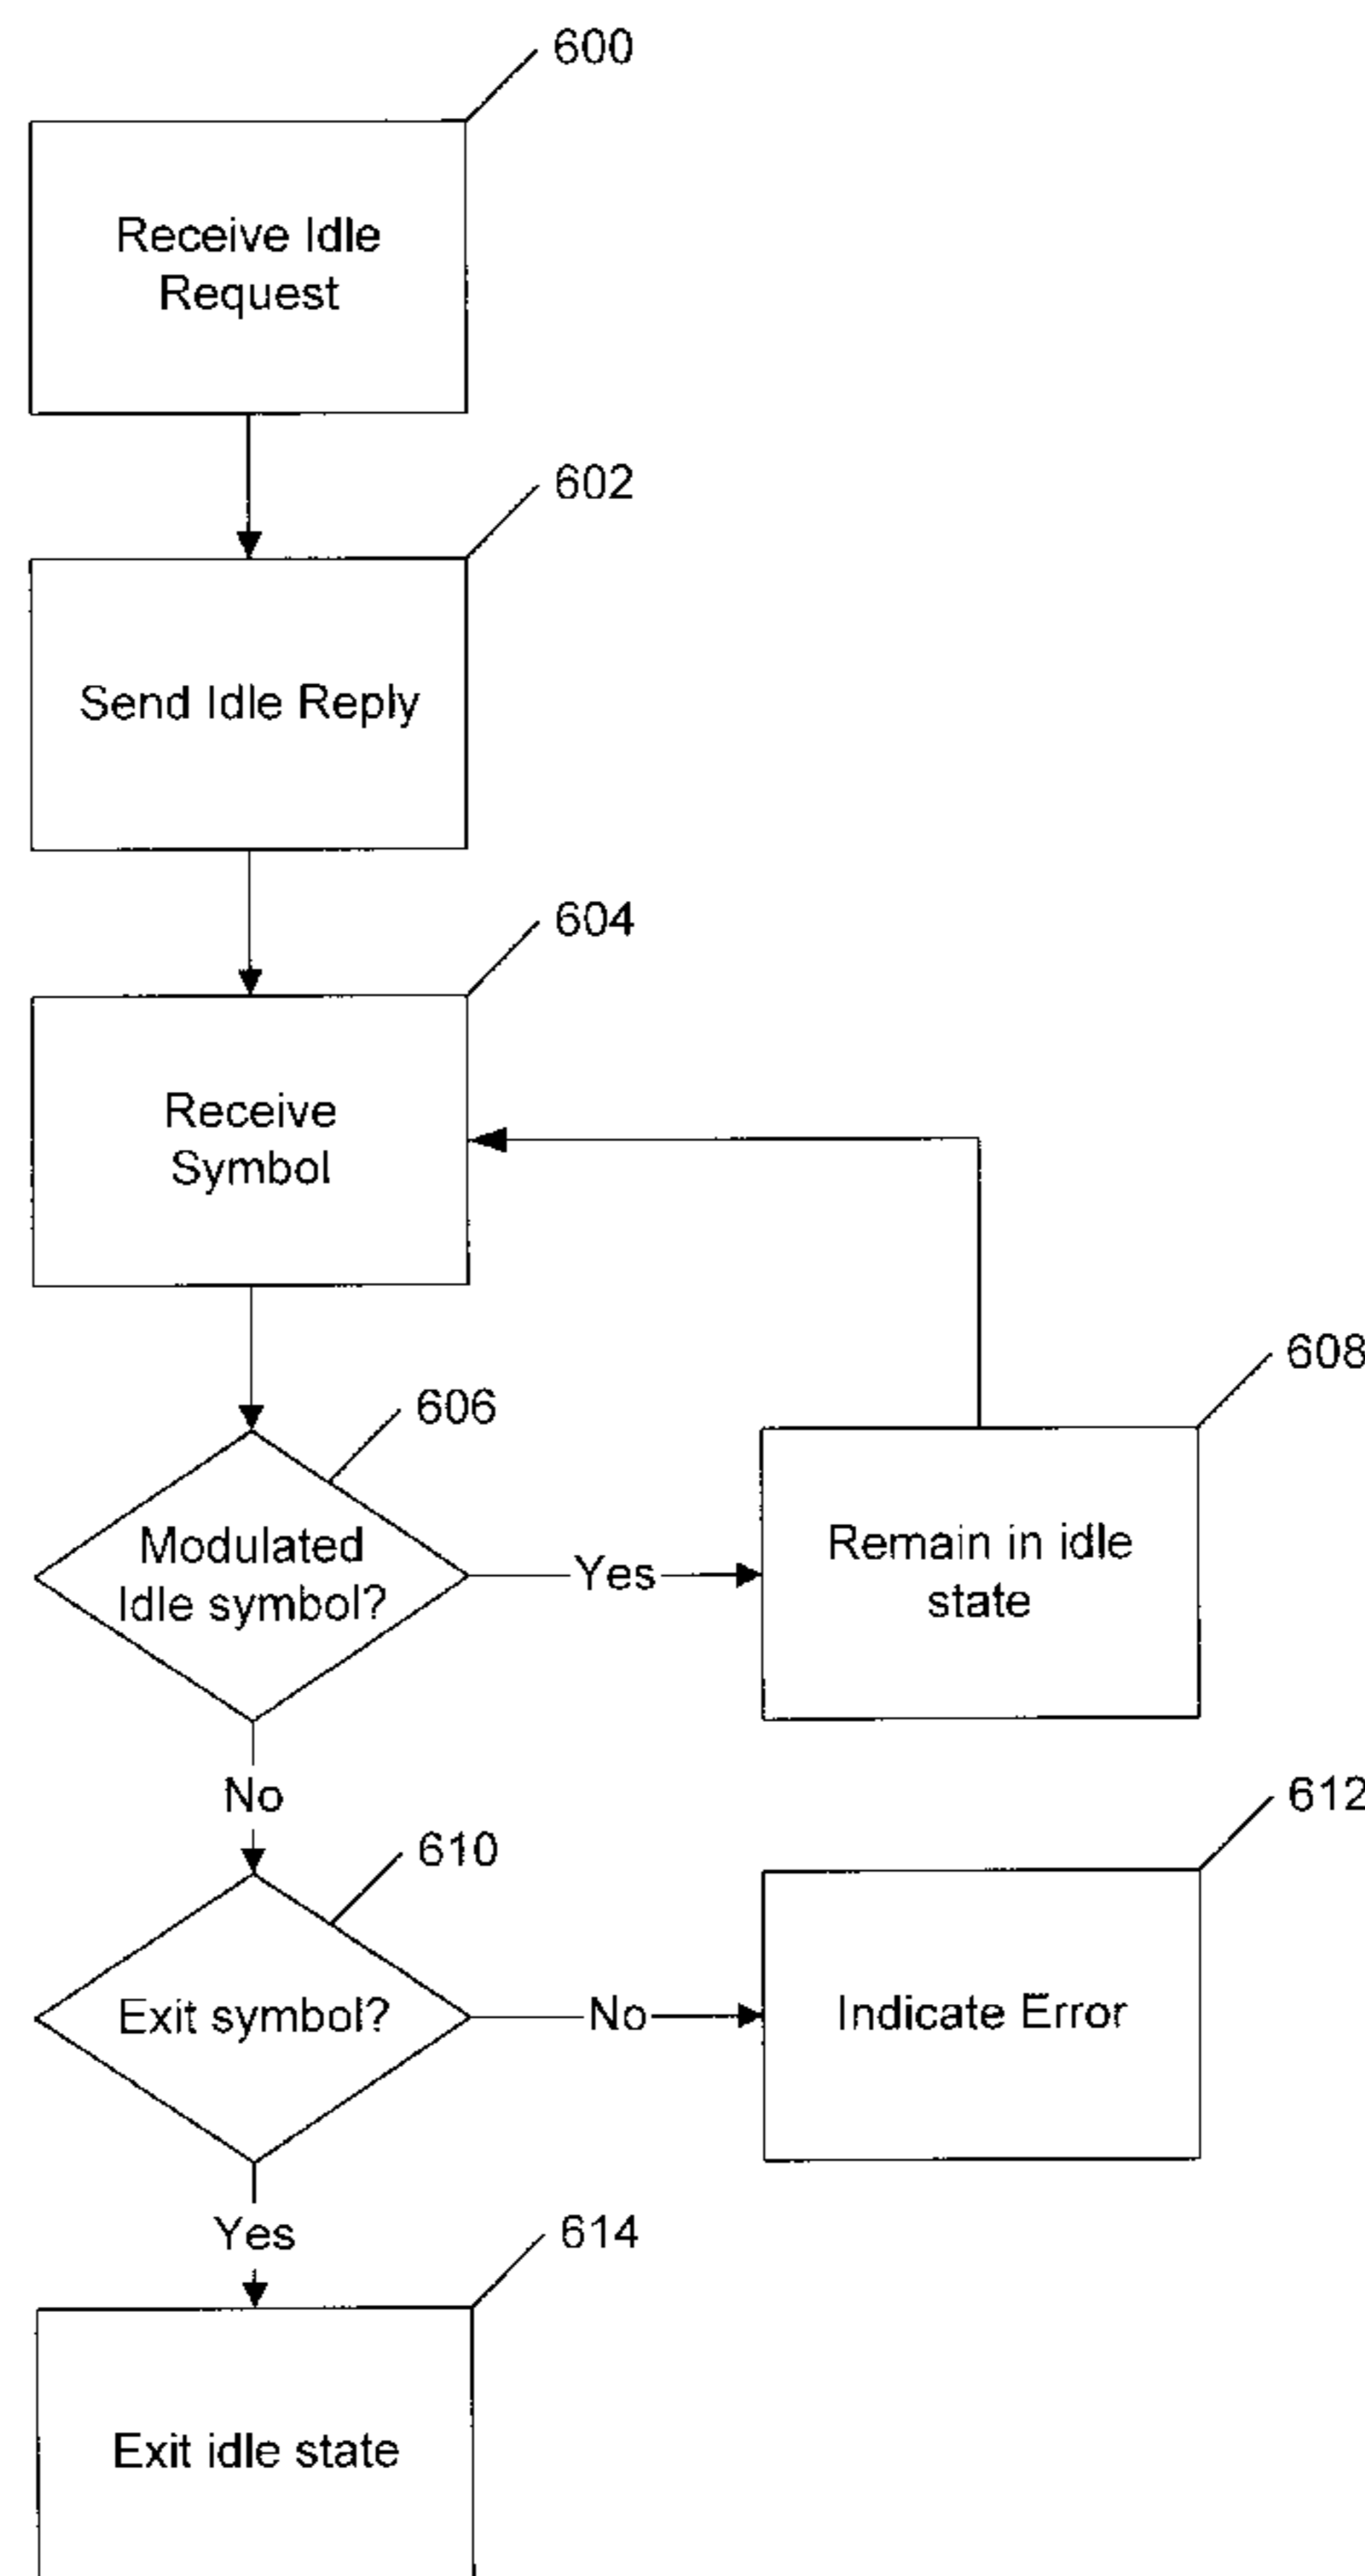 600
Receive Idle
Request
602
Send Idle Reply
604
Receive
Symbol
606
Modulated
Idle symbol?
Yes
608
Remain in idle
state
No
610
Exit symbol?
No
612
Indicate Error
Yes
614
Exit idle state